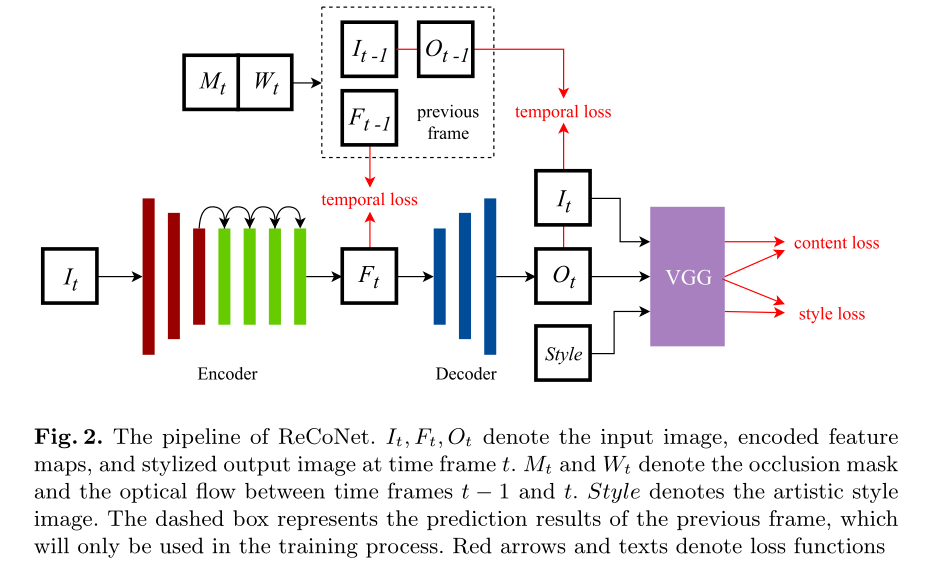 I_t-1 O_t-1
M_t W_t
F_t-1 previous
frame
temporal loss
temporal loss
I_t
I_t F_t O_t VGG
content loss
style loss
Style
Encoder Decoder
Fig. 2. The pipeline of ReCoNet. I_t, F_t, O_t denote the input image, encoded feature
maps, and stylized output image at time frame t. M_t and W_t denote the occlusion mask
and the optical flow between time frames t − 1 and t. Style denotes the artistic style
image. The dashed box represents the prediction results of the previous frame, which
will only be used in the training process. Red arrows and texts denote loss functions